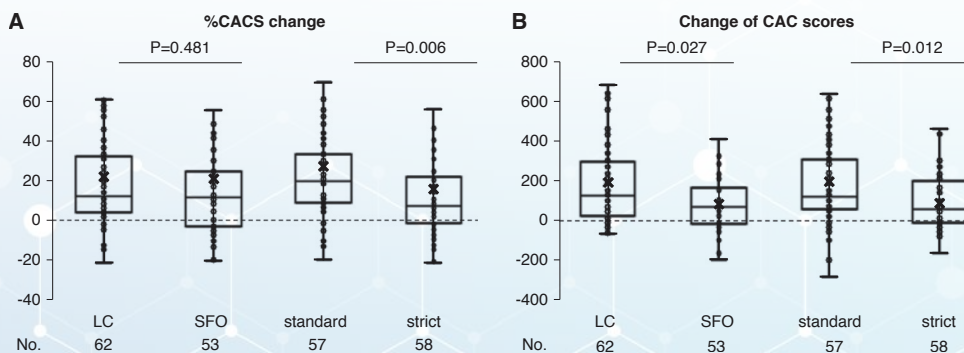 A
%CACS change
P=0.481
P=0.006
80
60
40
20
0
-20
-40
LC SFO standard strict
No. 62 53 57 58
B
Change of CAC scores
P=0.027
P=0.012
800
600
400
200
0
-200
-400
LC SFO standard strict
No. 62 53 57 58